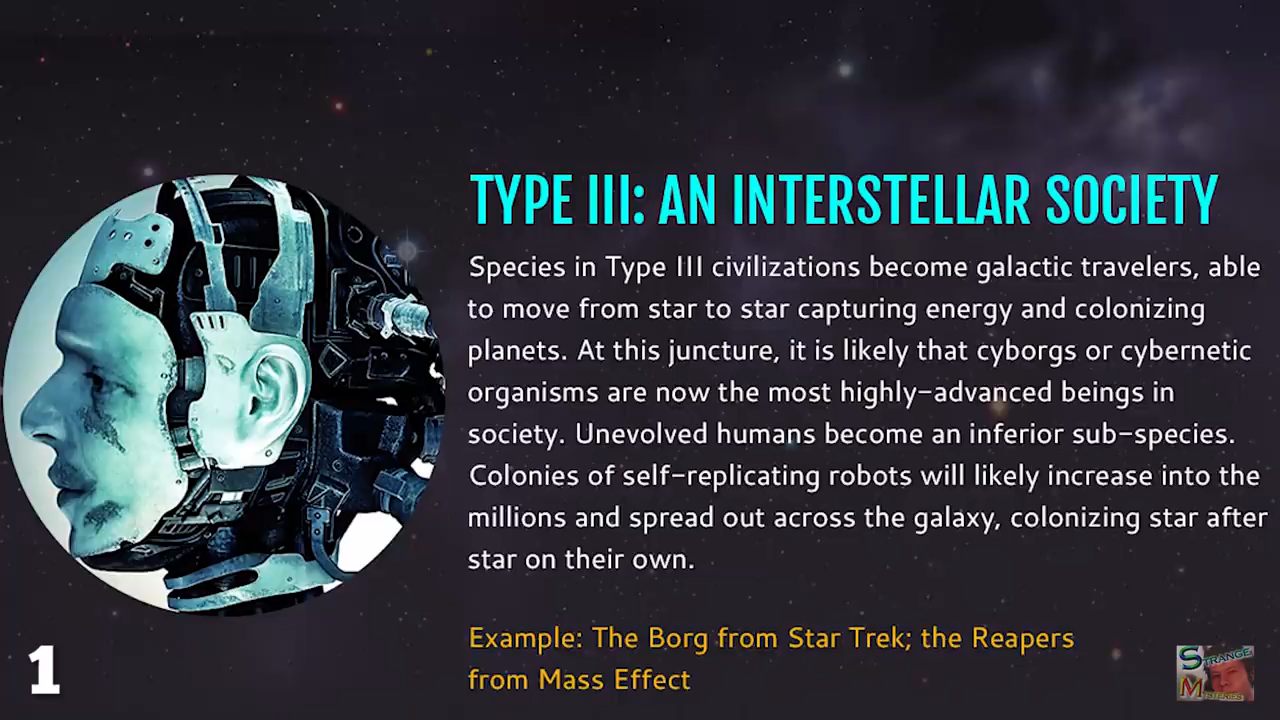 TYPE III: AN INTERSTELLAR SOCIETY
Species in Type III civilizations become galactic travelers, able
to move from star to star capturing energy and colonizing
planets. At this juncture, it is likely that cyborgs or cybernetic
organisms are now the most highly-advanced beings in
society. Unevolved humans become an inferior sub-species.
Colonies of self-replicating robots will likely increase into the
millions and spread out across the galaxy, colonizing star after
star on their own.
Example: The Borg from Star Trek; the Reapers
from Mass Effect
1
STRANGE
MYSTERIES